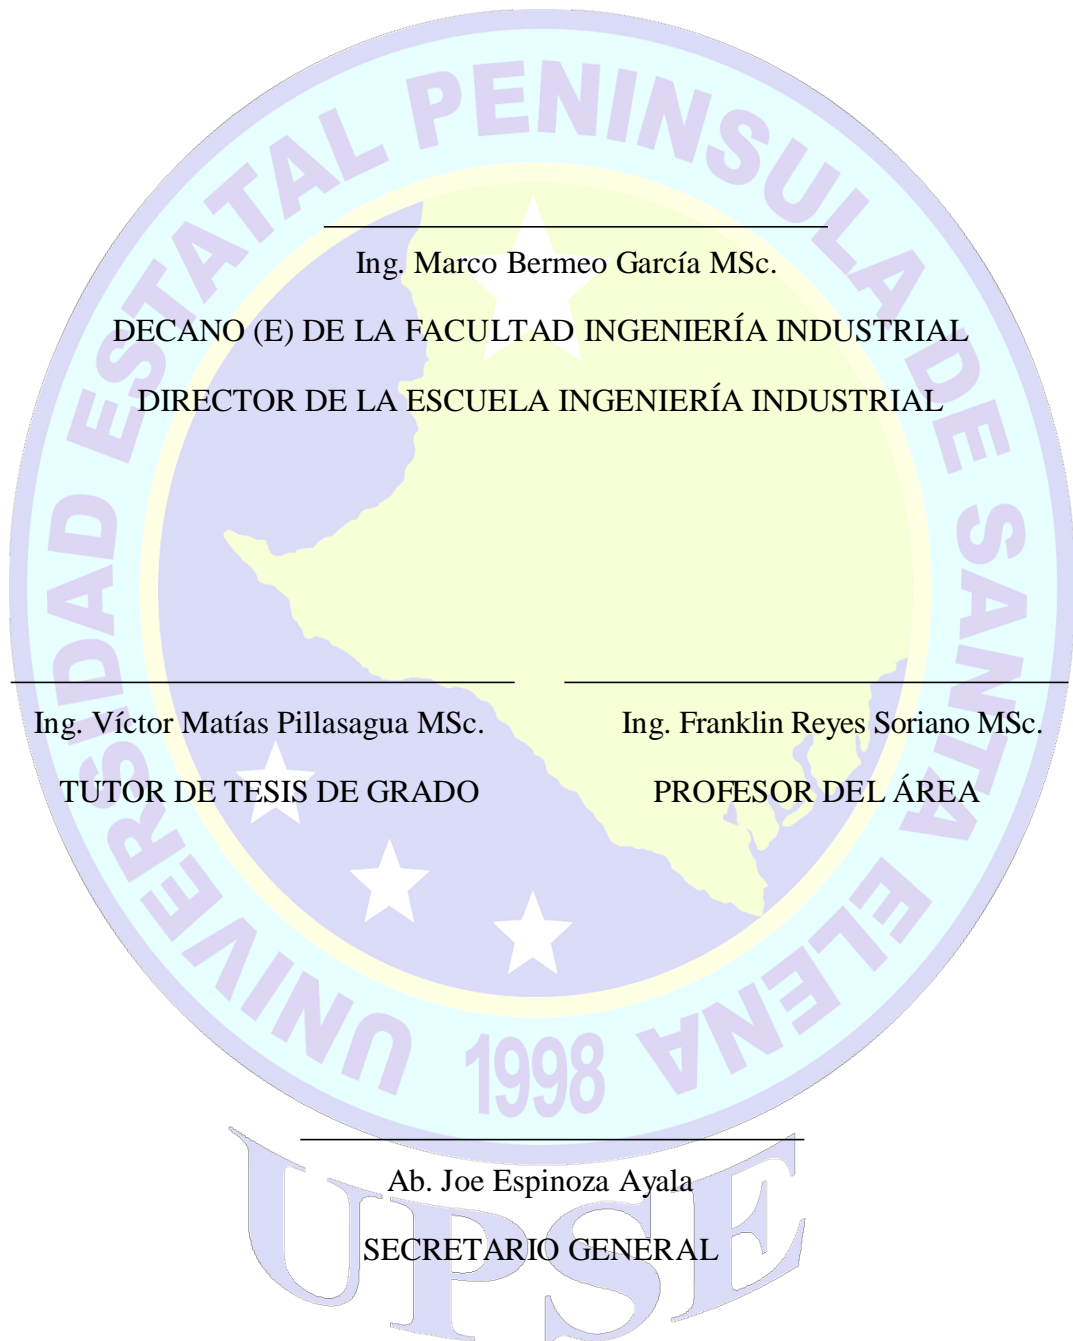 UNIVERSIDAD ESTATAL PENINSULA DE SANTA ELENA
Ing. Marco Bermeo García MSc.
DECANO (E) DE LA FACULTAD INGENIERÍA INDUSTRIAL
DIRECTOR DE LA ESCUELA INGENIERÍA INDUSTRIAL
Ing. Víctor Matías Pillasagua MSc.
TUTOR DE TESIS DE GRADO
Ing. Franklin Reyes Soriano MSc.
PROFESOR DEL ÁREA
1998
Ab. Joe Espinoza Ayala
SECRETARIO GENERAL
UPSE